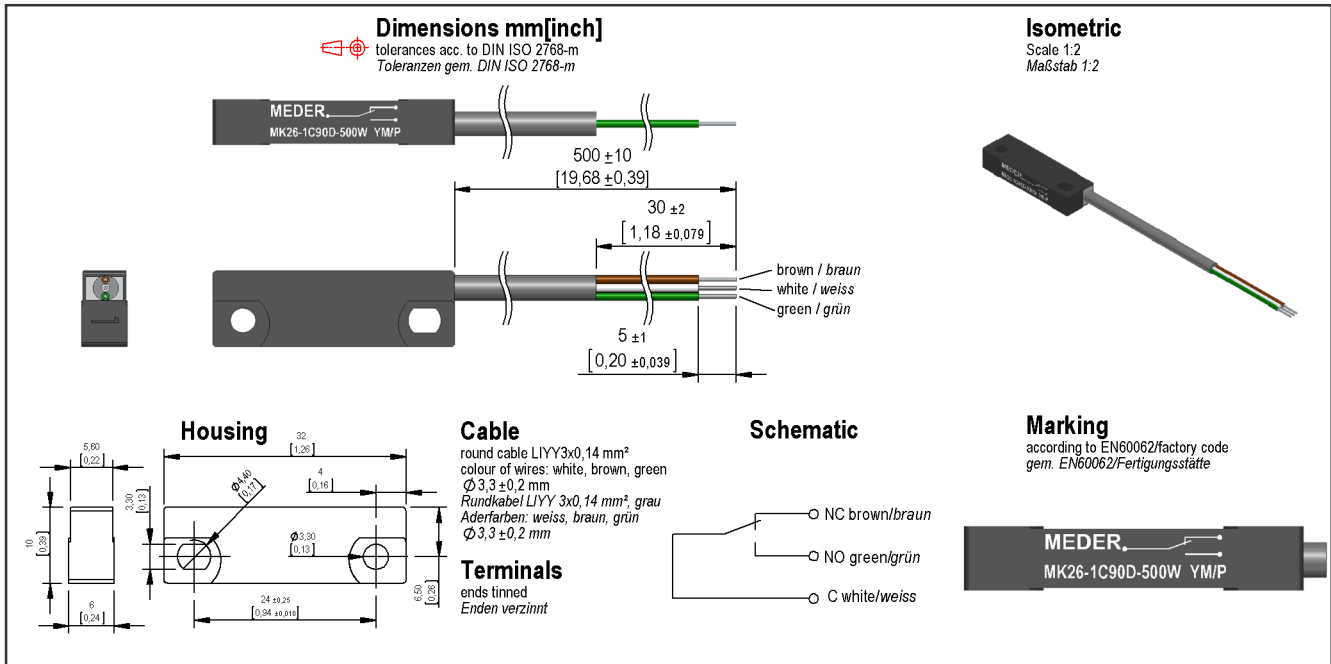 Dimensions mm[inch]
tolerances acc. to DIN ISO 2768-m
Toleranzen gem. DIN ISO 2768-m
Isometric
Scale 1:2
Maßstab 1:2
MEDER
MK26-1C90D-500W YM/P
500 ±10
[19,68 ±0,39]
30 ±2
[1,18 ±0,079]
brown / braun
white / weiss
green / grün
5 ±1
[0,20 ±0,039]
MEDER
MK26-1C90D-500W YM/P
Housing
5,60
[0,22]
10
[0,39]
6
[0,24]
32
[1,26]
4
[0,16]
3,30
[0,13]
Ø4,40
[0,17]
Ø3,30
[0,13]
24 ±0,25
[0,94 ±0,010]
6,50
[0,26]
Cable
round cable LIYY3x0,14 mm²
colour of wires: white, brown, green
Ø 3,3 ±0,2 mm
Rundkabel LIYY 3x0,14 mm², grau
Aderfarben: weiss, braun, grün
Ø 3,3 ±0,2 mm
Terminals
ends tinned
Enden verzinnt
Schematic
NC brown/braun
NO green/grün
C white/weiss
Marking
according to EN60062/factory code
gem. EN60062/Fertigungsstätte
MEDER
MK26-1C90D-500W YM/P